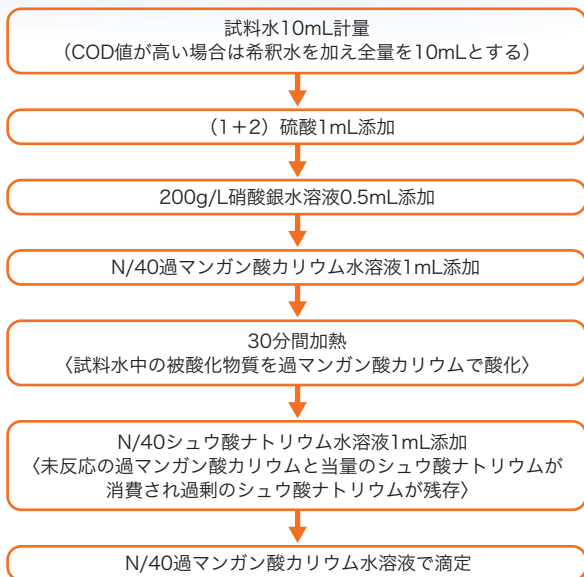 試料水10mL計量
（COD値が高い場合は希釈水を加え全量を10mLとする）
（1＋2）硫酸1mL添加
200g/L硝酸銀水溶液0.5mL添加
N/40過マンガン酸カリウム水溶液1mL添加
30分間加熱
〈試料水中の被酸化物質を過マンガン酸カリウムで酸化〉
N/40シュウ酸ナトリウム水溶液1mL添加
〈未反応の過マンガン酸カリウムと当量のシュウ酸ナトリウムが
消費され過剰のシュウ酸ナトリウムが残存〉
N/40過マンガン酸カリウム水溶液で滴定